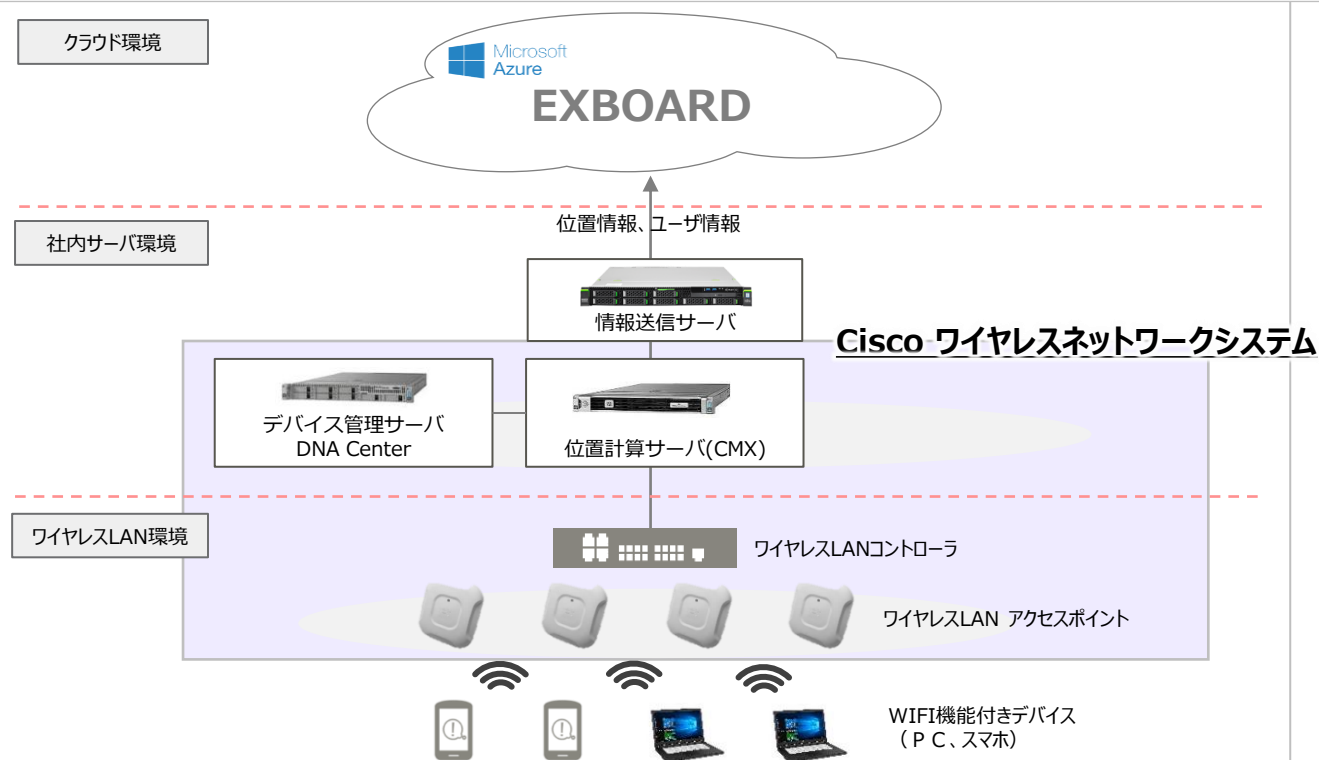 クラウド環境
Microsoft
Azure
EXBOARD
社内サーバ環境
位置情報、ユーザ情報
情報送信サーバ
Cisco ワイヤレスネットワークシステム
デバイス管理サーバ
DNA Center
位置計算サーバ(CMX)
ワイヤレスLAN環境
ワイヤレスLANコントローラ
ワイヤレスLAN アクセスポイント
WIFI機能付きデバイス
（ＰＣ、スマホ）